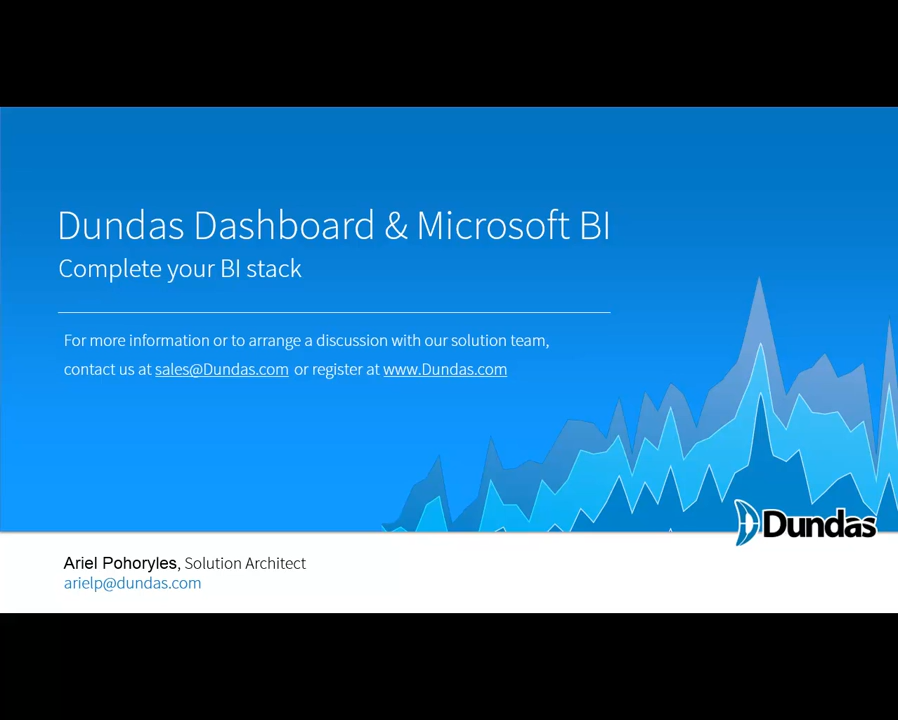 Dundas Dashboard & Microsoft BI
Complete your BI stack
For more information or to arrange a discussion with our solution team,
contact us at sales@Dundas.com or register at www.Dundas.com
Dundas
Ariel Pohoryles, Solution Architect
arielp@dundas.com